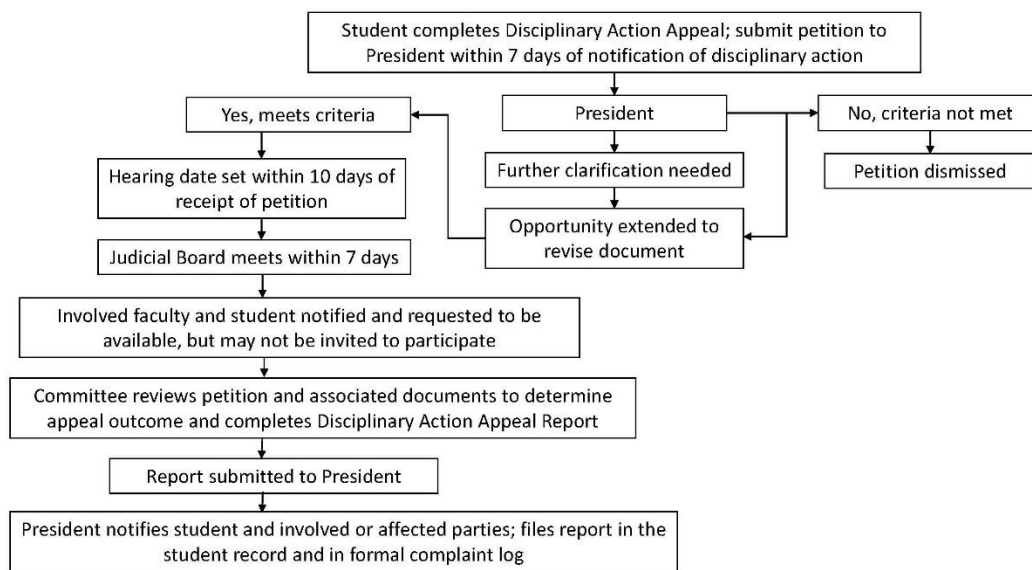 Student completes Disciplinary Action Appeal; submit petition to
President within 7 days of notification of disciplinary action
Yes, meets criteria
President
No, criteria not met
Hearing date set within 10 days of
receipt of petition
Further clarification needed
Petition dismissed
Opportunity extended to
revise document
Judicial Board meets within 7 days
Involved faculty and student notified and requested to be
available, but may not be invited to participate
Committee reviews petition and associated documents to determine
appeal outcome and completes Disciplinary Action Appeal Report
Report submitted to President
President notifies student and involved or affected parties; files report in the
student record and in formal complaint log